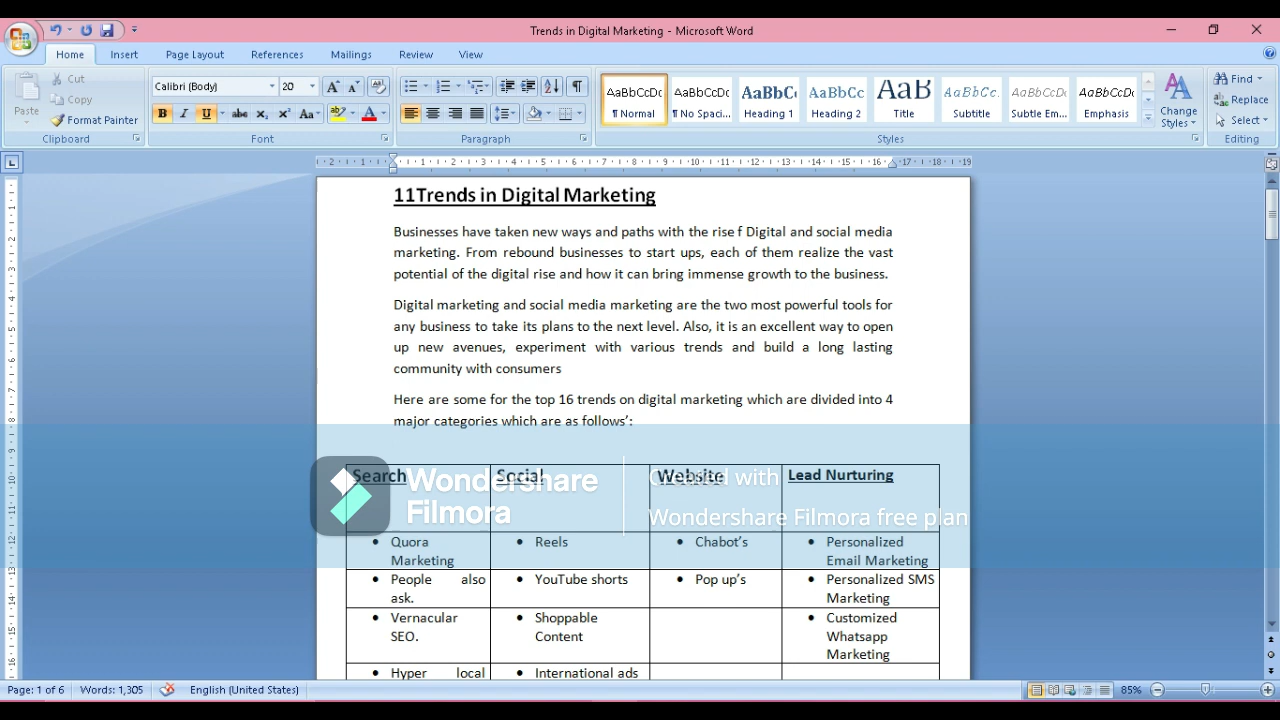 Trends in Digital Marketing - Microsoft Word
Home Insert Page Layout References Mailings Review View
Paste
Cut
Copy
Format Painter
Clipboard
Calibri (Body) 20
Font
Paragraph
AaBbCcDc AaBbCcDc AaBbCc AaBbCc AaB AaBbCc. AaBbCcDc AaBbCcDc
¶ Normal ¶ No Spaci... Heading 1 Heading 2 Title Subtitle Subtle Em... Emphasis
Change Styles
Styles
Find
Replace
Select
Editing
11Trends in Digital Marketing
Businesses have taken new ways and paths with the rise f Digital and social media
marketing. From rebound businesses to start ups, each of them realize the vast
potential of the digital rise and how it can bring immense growth to the business.
Digital marketing and social media marketing are the two most powerful tools for
any business to take its plans to the next level. Also, it is an excellent way to open
up new avenues, experiment with various trends and build a long lasting
community with consumers
Here are some for the top 16 trends on digital marketing which are divided into 4
major categories which are as follows’:
Search Social Website Lead Nurturing
Wondershare
Filmora
Created with
Wondershare Filmora free plan
• Quora Marketing
• Reels
• Chabot’s
• Personalized Email Marketing
• People also ask.
• YouTube shorts
• Pop up’s
• Personalized SMS Marketing
• Vernacular SEO.
• Shoppable Content
• Customized Whatsapp Marketing
• Hyper local
• International ads
Page: 1 of 6 Words: 1,305 English (United States) 85%